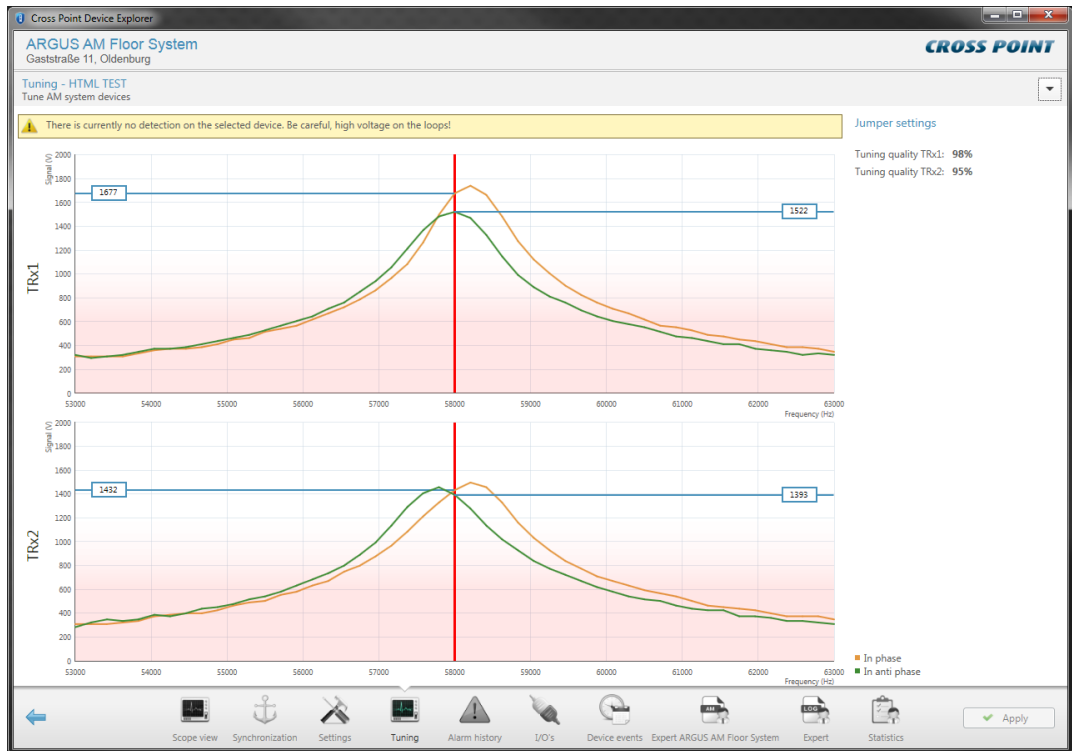 Cross Point Device Explorer
ARGUS AM Floor System
Gaststraße 11, Oldenburg
CROSS POINT
Tuning - HTML TEST
Tune AM system devices
There is currently no detection on the selected device. Be careful, high voltage on the loops!
Jumper settings
Tuning quality TRx1: 98%
Tuning quality TRx2: 95%
TRx1
Signal (V)
2000
1800
1600
1400
1200
1000
800
600
400
200
0
1677
1522
53000 54000 55000 56000 57000 58000 59000 60000 61000 62000 63000
Frequency (Hz)
TRx2
Signal (V)
2000
1800
1600
1400
1200
1000
800
600
400
200
0
1432
1393
53000 54000 55000 56000 57000 58000 59000 60000 61000 62000 63000
Frequency (Hz)
In phase
In anti phase
AM
LOG
Scope view Synchronization Settings Tuning Alarm history I/O's Device events Expert ARGUS AM Floor System Expert Statistics
Apply